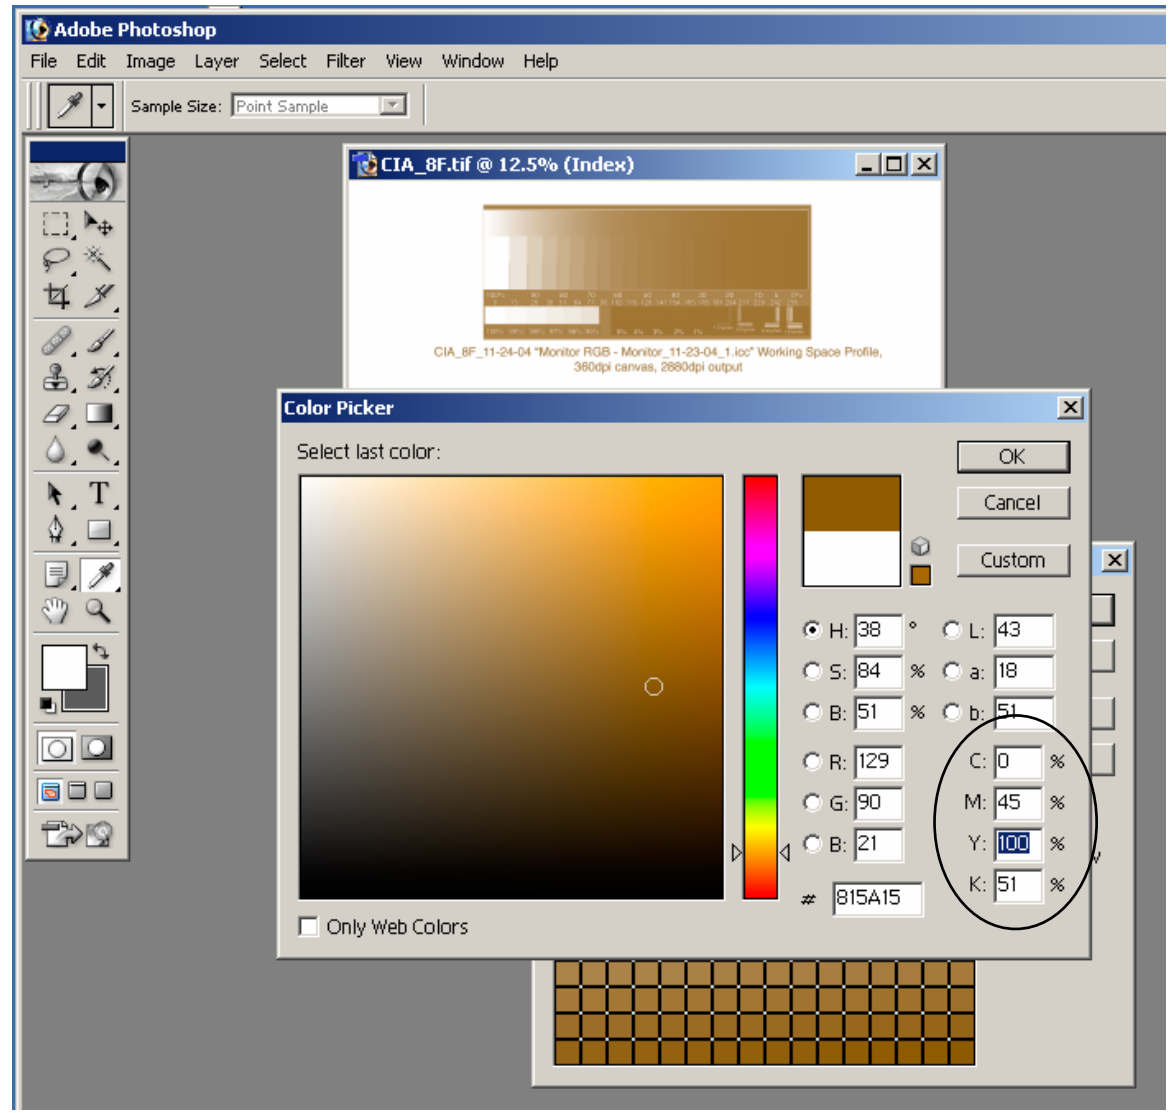 Adobe Photoshop
File Edit Image Layer Select Filter View Window Help
Sample Size: Point Sample
CIA_8F.tif @ 12.5% (Index)
CIA_8F_11-24-04 "Monitor RGB - Monitor_11-23-04_1.icc" Working Space Profile,
360dpi canvas, 2880dpi output
Color Picker
Select last color:
OK
Cancel
Custom
H: 38 °
S: 84 %
B: 51 %
R: 129
G: 90
B: 21
# 815A15
L: 43
a: 18
b: 51
C: 0 %
M: 45 %
Y: 100 %
K: 51 %
Only Web Colors
T